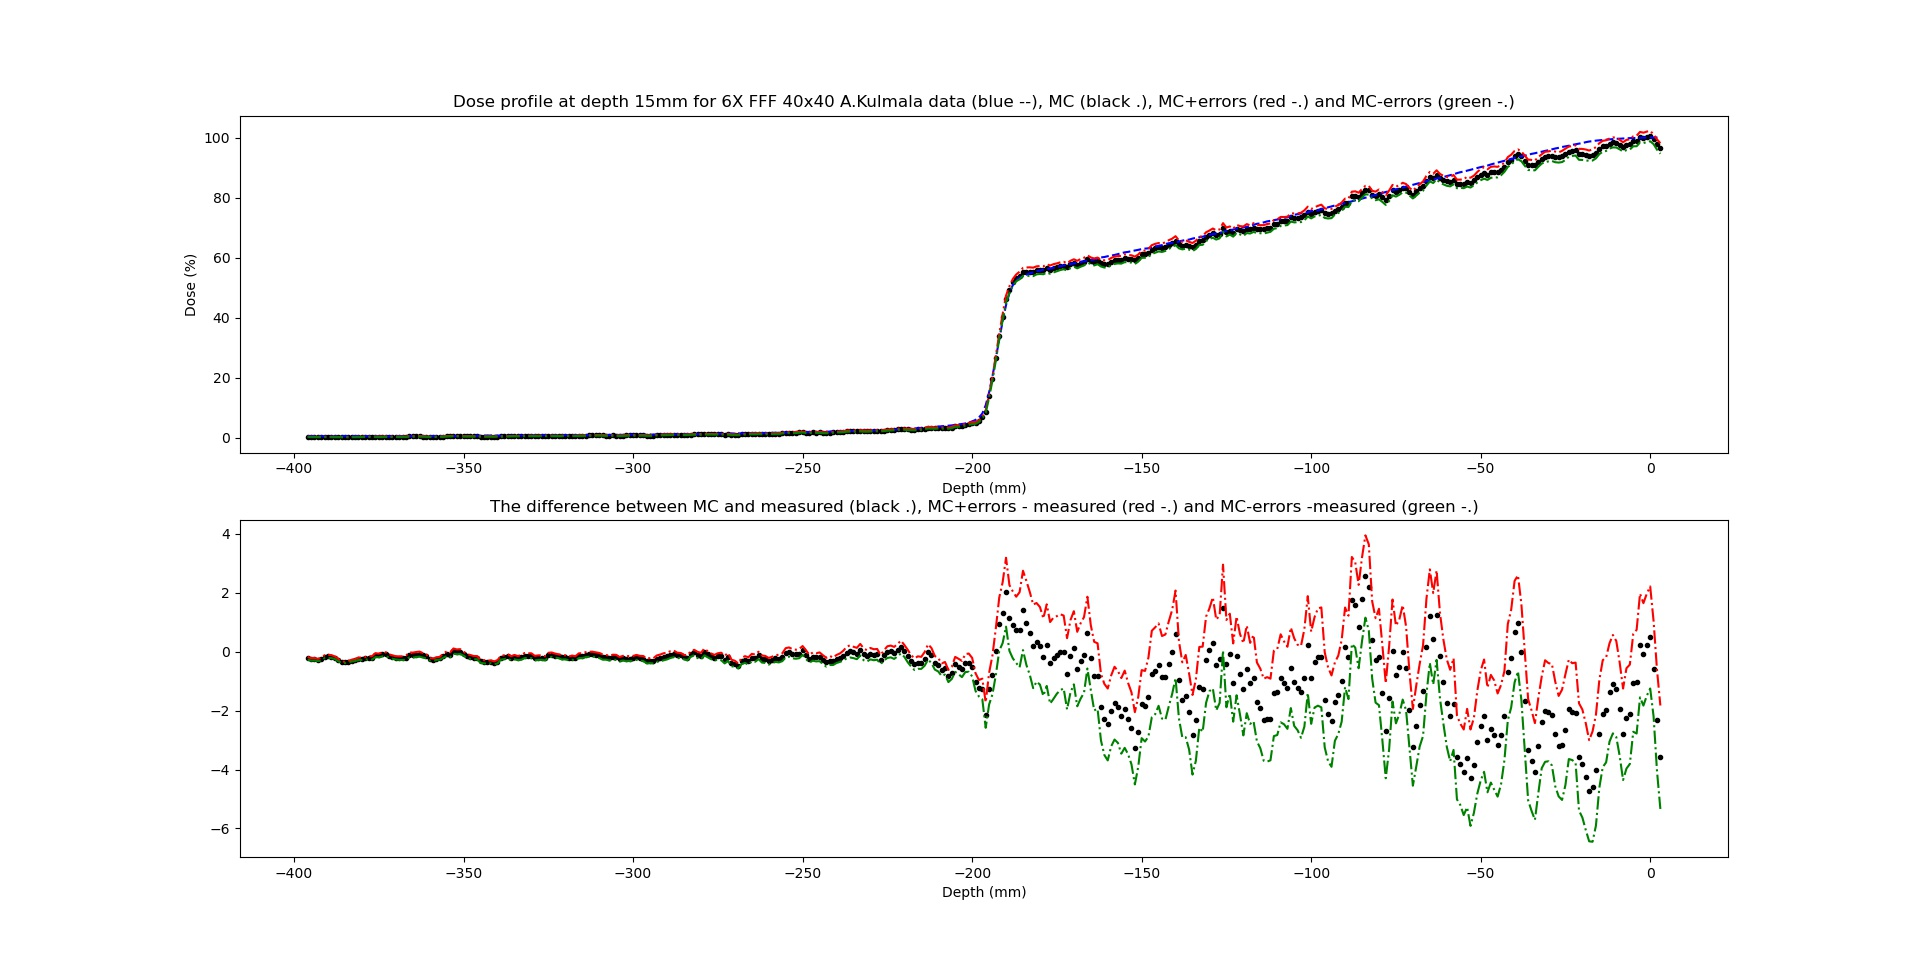 Dose profile at depth 15mm for 6X FFF 40x40 A.Kulmala data (blue --), MC (black .), MC+errors (red -.) and MC-errors (green -.)
100
80
60
40
20
0
Dose (%)
−400 −350 −300 −250 −200 −150 −100 −50 0
Depth (mm)
The difference between MC and measured (black .), MC+errors - measured (red -.) and MC-errors -measured (green -.)
4
2
0
−2
−4
−6
−400 −350 −300 −250 −200 −150 −100 −50 0
Depth (mm)